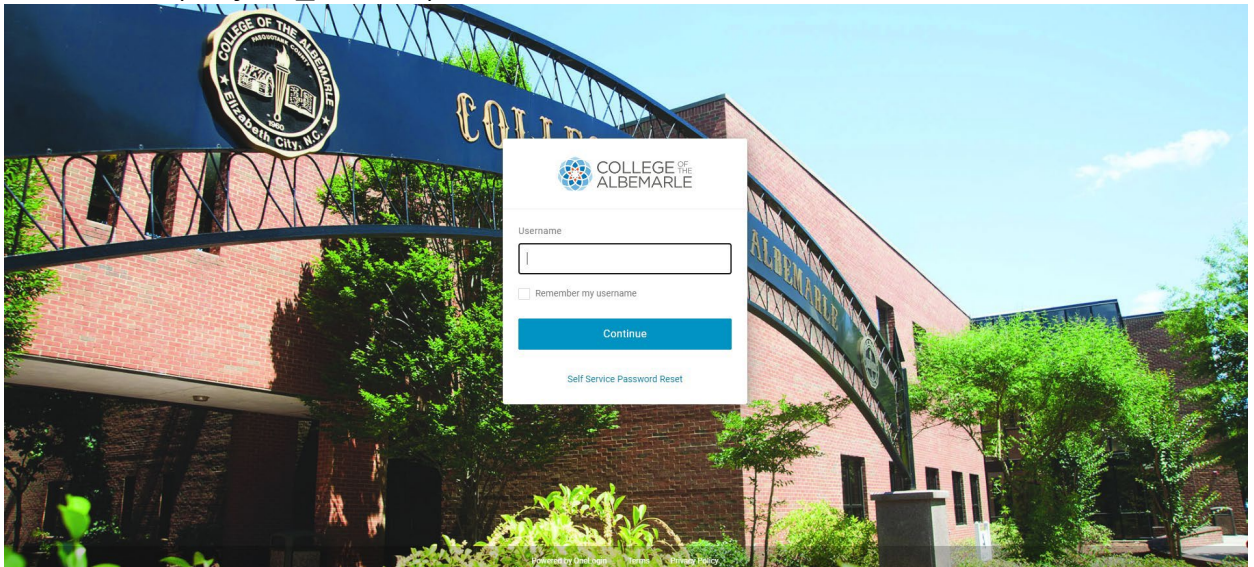 COLLEGE OF THE ALBEMARLE
PASQUOTANK COUNTY
1960
Elizabeth City, N.C.
COLLEGE OF THE
ALBEMARLE
Username
ALBEMARLE
Remember my username
Continue
Self Service Password Reset
Powered by OneLogin Terms Privacy Policy